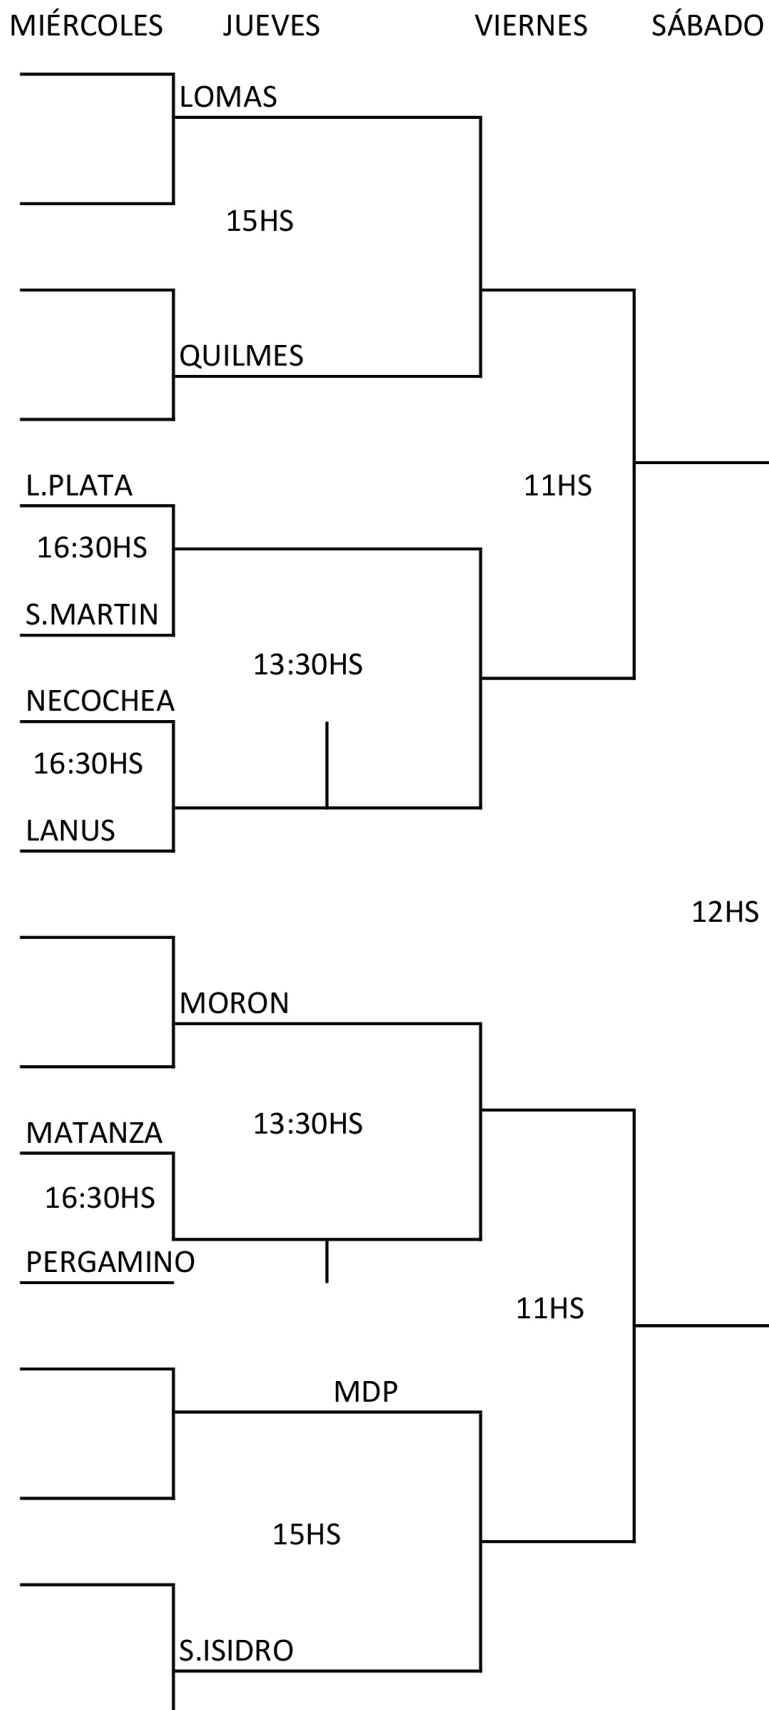 MIÉRCOLES JUEVES VIERNES SÁBADO
LOMAS
15HS
QUILMES
L.PLATA
11HS
16:30HS
S.MARTIN
13:30HS
NECOCHEA
16:30HS
LANUS
12HS
MORON
13:30HS
MATANZA
16:30HS
PERGAMINO
11HS
MDP
15HS
S.ISIDRO